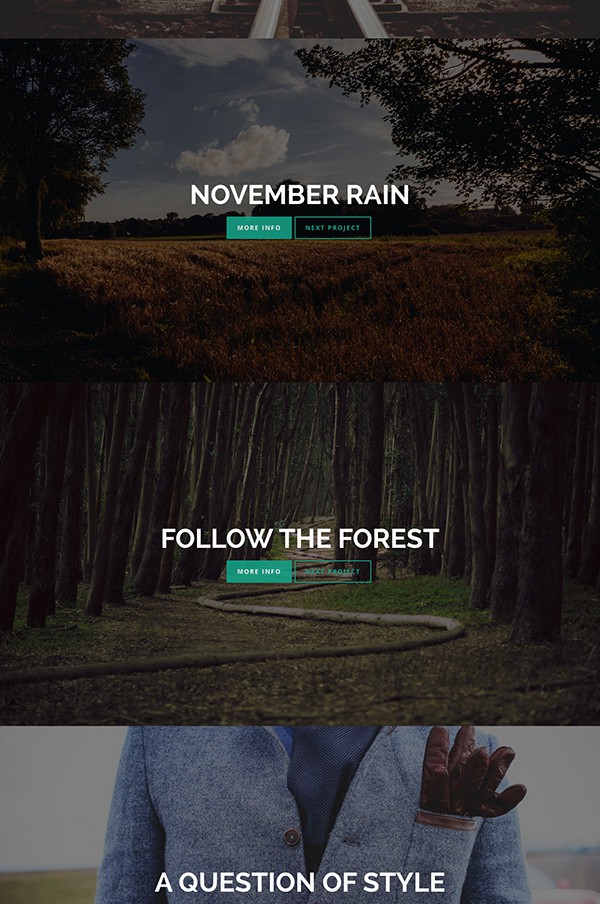 NOVEMBER RAIN
MORE INFO NEXT PROJECT
FOLLOW THE FOREST
MORE INFO NEXT PROJECT
A QUESTION OF STYLE